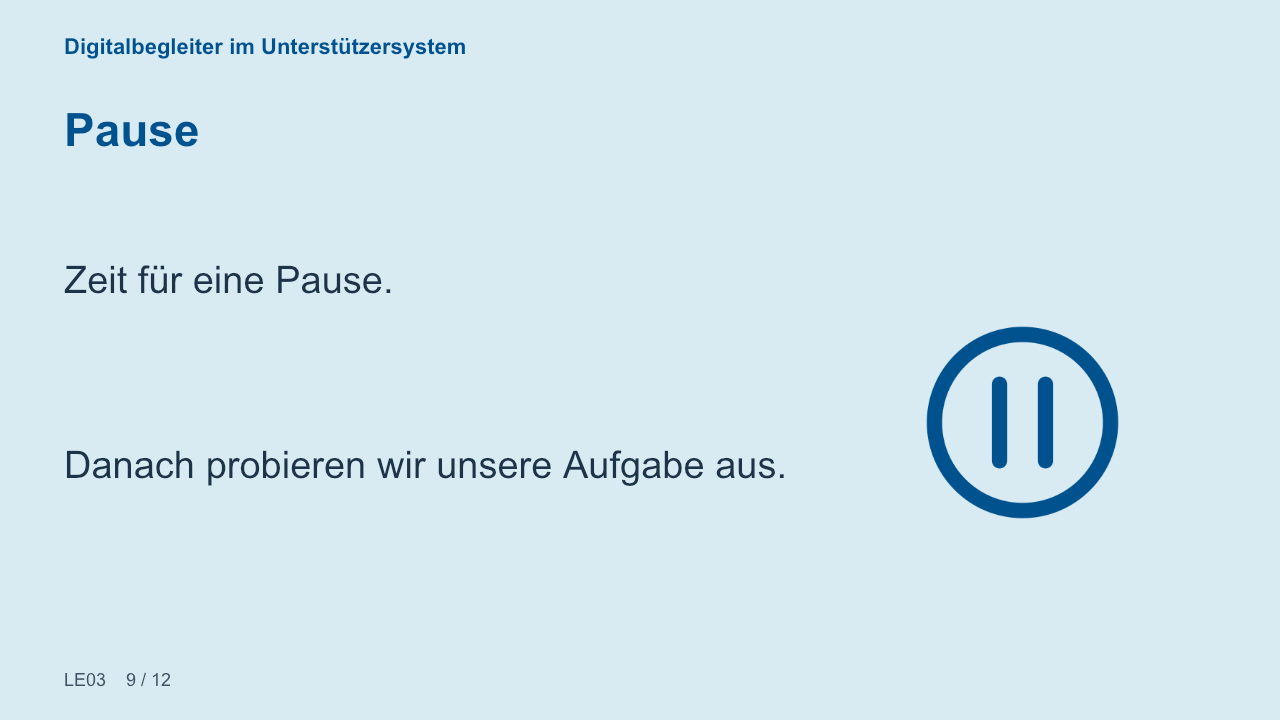 Digitalbegleiter im Unterstützersystem
Pause
Zeit für eine Pause.
Danach probieren wir unsere Aufgabe aus.
LE03 9 / 12